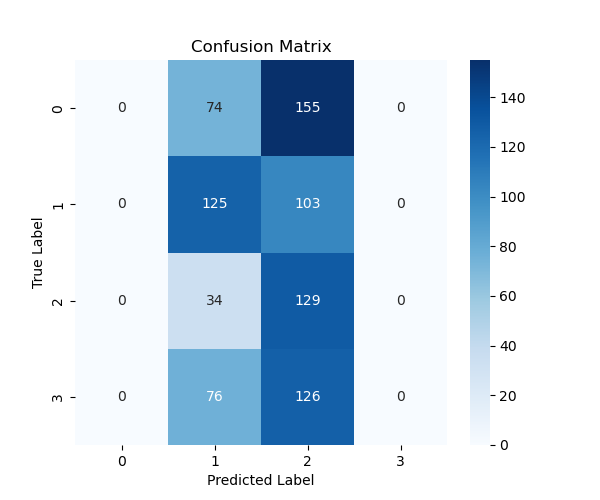 Confusion Matrix
True Label
0 0 74 155 0
1 0 125 103 0
2 0 34 129 0
3 0 76 126 0
0 1 2 3
Predicted Label
140
120
100
80
60
40
20
0